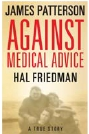 JAMES PATTERSON
AGAINST
MEDICAL ADVICE
HAL FRIEDMAN
A TRUE STORY